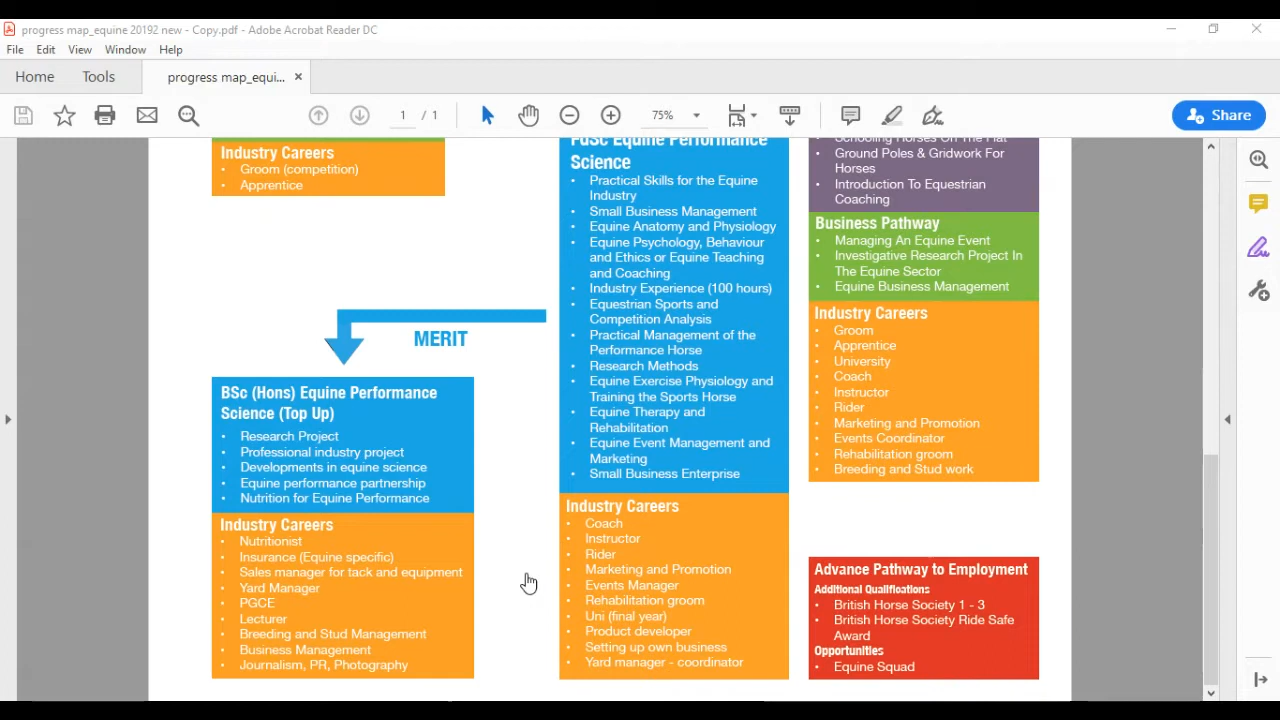 progress map_equine 20192 new - Copy.pdf - Adobe Acrobat Reader DC
File Edit View Window Help
Home Tools progress map_equi... ×
1 / 1 75% Share
Industry Careers
• Groom (competition)
• Apprentice
MERIT
BSc (Hons) Equine Performance
Science (Top Up)
• Research Project
• Professional industry project
• Developments in equine science
• Equine performance partnership
• Nutrition for Equine Performance
Industry Careers
• Nutritionist
• Insurance (Equine specific)
• Sales manager for tack and equipment
• Yard Manager
• PGCE
• Lecturer
• Breeding and Stud Management
• Business Management
• Journalism, PR, Photography
FdSc Equine Performance
Science
• Practical Skills for the Equine
Industry
• Small Business Management
• Equine Anatomy and Physiology
• Equine Psychology, Behaviour
and Ethics or Equine Teaching
and Coaching
• Industry Experience (100 hours)
• Equestrian Sports and
Competition Analysis
• Practical Management of the
Performance Horse
• Research Methods
• Equine Exercise Physiology and
Training the Sports Horse
• Equine Therapy and
Rehabilitation
• Equine Event Management and
Marketing
• Small Business Enterprise
Industry Careers
• Coach
• Instructor
• Rider
• Marketing and Promotion
• Events Manager
• Rehabilitation groom
• Uni (final year)
• Product developer
• Setting up own business
• Yard manager - coordinator
• Schooling Horses On The Flat
• Ground Poles & Gridwork For
Horses
• Introduction To Equestrian
Coaching
Business Pathway
• Managing An Equine Event
• Investigative Research Project In
The Equine Sector
• Equine Business Management
Industry Careers
• Groom
• Apprentice
• University
• Coach
• Instructor
• Rider
• Marketing and Promotion
• Events Coordinator
• Rehabilitation groom
• Breeding and Stud work
Advance Pathway to Employment
Additional Qualifications
• British Horse Society 1 - 3
• British Horse Society Ride Safe
Award
Opportunities
• Equine Squad